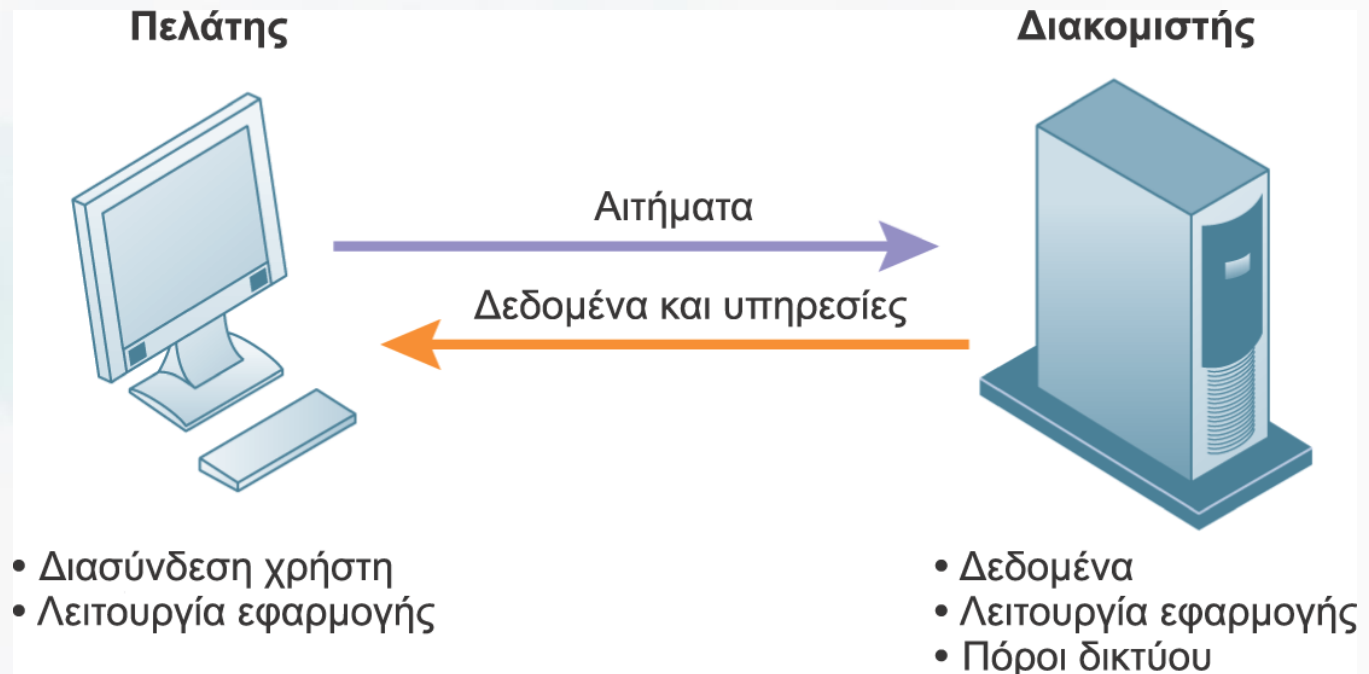 Πελάτης
Διακομιστής
Αιτήματα
Δεδομένα και υπηρεσίες
• Διασύνδεση χρήστη
• Λειτουργία εφαρμογής
• Δεδομένα
• Λειτουργία εφαρμογής
• Πόροι δικτύου